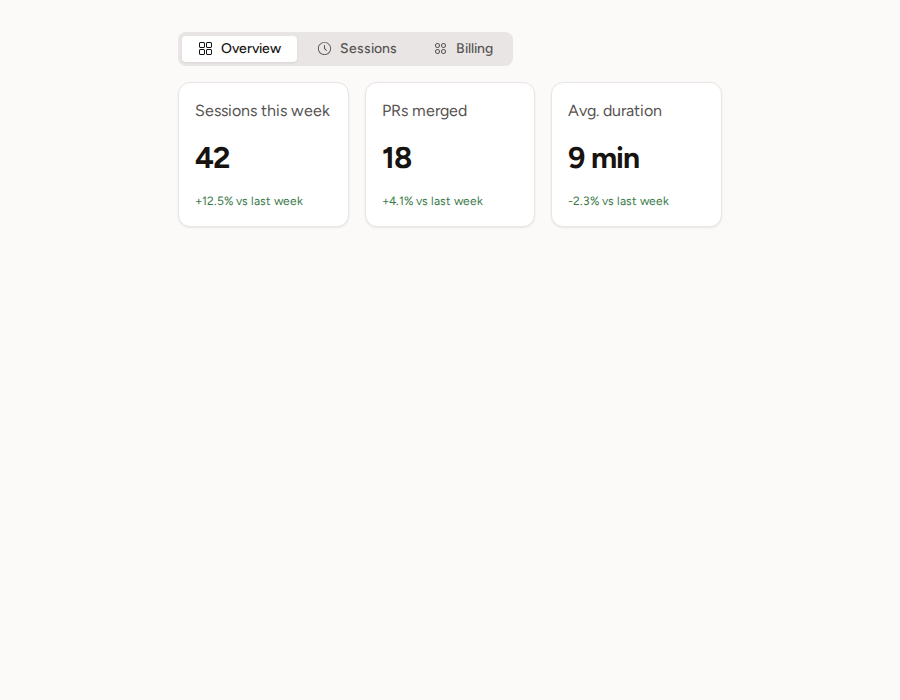 Overview Sessions Billing
Sessions this week PRs merged Avg. duration
42 18 9 min
+12.5% vs last week +4.1% vs last week -2.3% vs last week